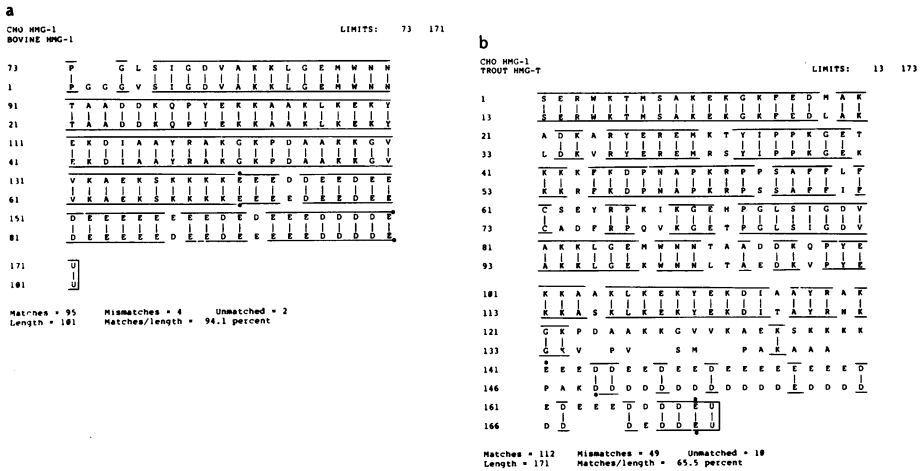 a
CHO HMG-1 LIMITS: 73 171
BOVINE HMG-1
73 P G L S I G D V A K K L G E M W N N
1 P G G G V S I G D V A K K L G E M W N N
91 T A A D D K Q P Y E K K A A K L K E K Y
21 T A A D D K Q P Y E K K A A K L K E K Y
111 E K D I A A Y R A K G K P D A A K K G V
41 E K D I A A Y R A K G K P D A A K K G V
131 V K A E K S K K K K E E E D D E E D E E
61 V K A E K S K K K K E E E E D E E D E E
151 D E E E E E E E E D E D E E E D D D D E
81 D E E E E E D E E D E E E E E D D D D E
171 U
101 U
Matches = 95 Mismatches = 4 Unmatched = 2
Length = 101 Matches/length = 94.1 percent
b
CHO HMG-1 LIMITS: 13 173
TROUT HMG-T
1 S E R W K T M S A K E K G K F E D M A K
13 S E R W K T M S A K E K G K F E D L A K
21 A D K A R Y E R E M K T Y I P P K G E T
33 L D K V R Y E R E M R S Y I P P K G E K
41 K K K F K D P N A P K R P P S A F F L F
53 K K R F K D P N A P K R P S S A F F I F
61 C S E Y R P K I K G E H P G L S I G D V
73 C A D F R P Q V K G E T P G L S I G D V
81 A K K L G E M W N N T A A D D K Q P Y E
93 A K K L G E K W N N L T A E D K V P Y E
101 K K A A K L K E K Y E K D I A A Y R A K
113 K K A S K L K E K Y E K D I T A Y R N K
121 G K P D A A K K G V V K A E K S K K K K
133 G K V P V S M P A K A A A
141 E E E D D E E D E E D E E E E E E E E D
146 P A K D D D D D D D D D D D D E D D D D
161 E D E E E D D D D E U
166 D D D E D D E U
Matches = 112 Mismatches = 49 Unmatched = 10
Length = 171 Matches/length = 65.5 percent